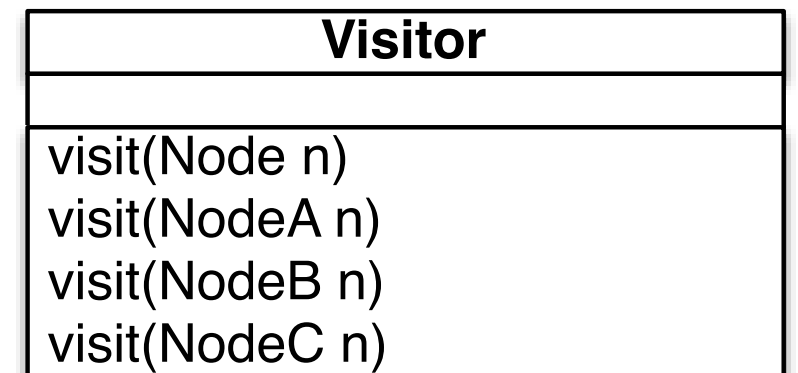 Visitor
visit(Node n)
visit(NodeA n)
visit(NodeB n)
visit(NodeC n)